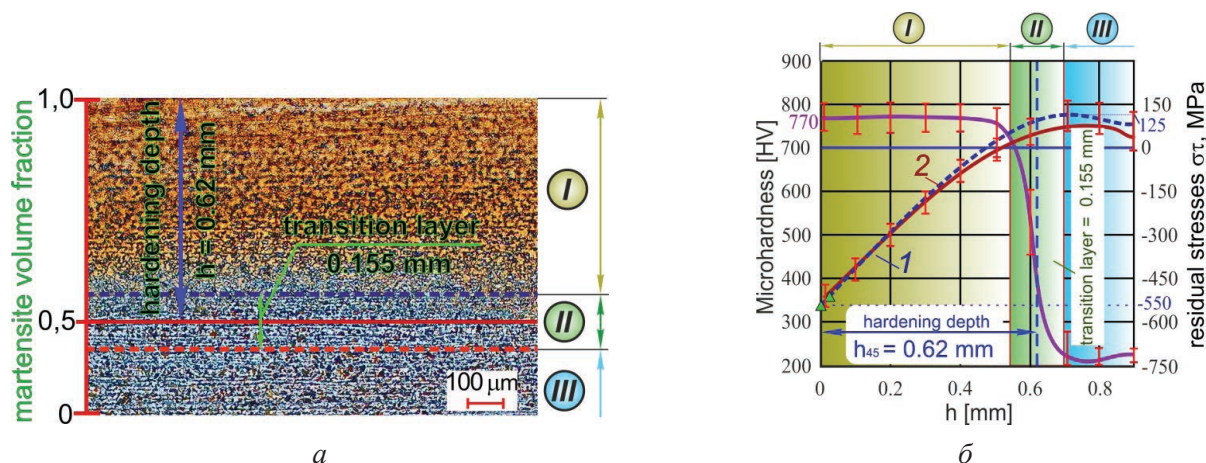 martensite volume fraction
1,0
0,5
0
hardening depth
h = 0.62 mm
transition layer
0.155 mm
100 μm
I
II
III
а
I
II
III
Microhardness [HV]
900
800
770
700
600
500
400
300
200
150
125
0
-150
-300
-450
-550
-600
-750
residual stresses στ, MPa
2
1
hardening depth
h45 = 0.62 mm
transition layer = 0.155 mm
0
0.2
0.4
0.6
0.8
h [mm]
б